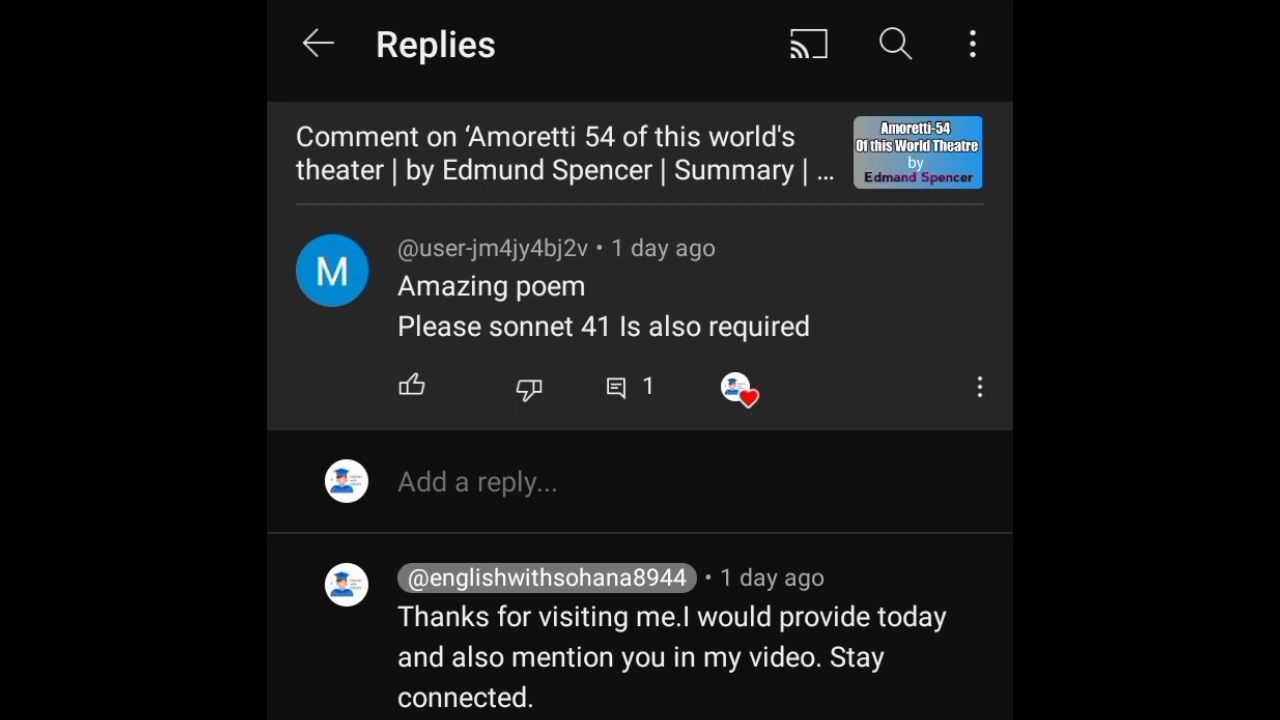 Replies
Comment on ‘Amoretti 54 of this world's
theater | by Edmund Spencer | Summary | ...
Amoretti-54
Of this World Theatre
by
Edmand Spencer
M
@user-jm4jy4bj2v • 1 day ago
Amazing poem
Please sonnet 41 Is also required
1
Add a reply...
@englishwithsohana8944 • 1 day ago
Thanks for visiting me.I would provide today
and also mention you in my video. Stay
connected.